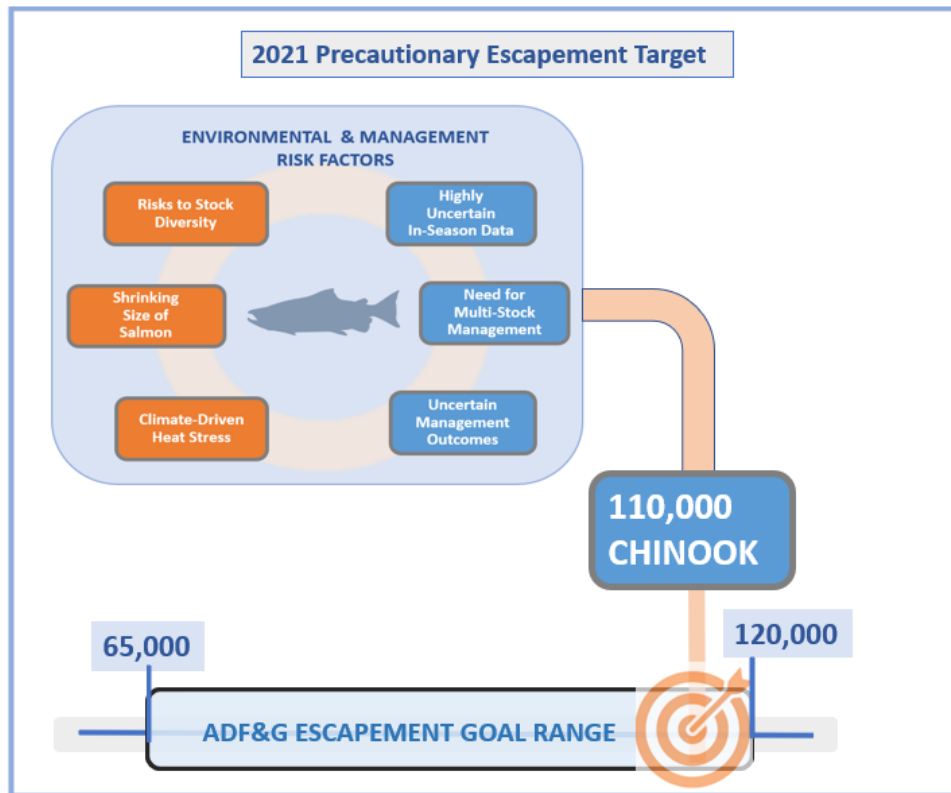 2021 Precautionary Escapement Target
ENVIRONMENTAL & MANAGEMENT
RISK FACTORS
Risks to Stock
Diversity
Highly
Uncertain
In-Season Data
Shrinking
Size of
Salmon
Need for
Multi-Stock
Management
Climate-Driven
Heat Stress
Uncertain
Management
Outcomes
110,000
CHINOOK
65,000
120,000
ADF&G ESCAPEMENT GOAL RANGE